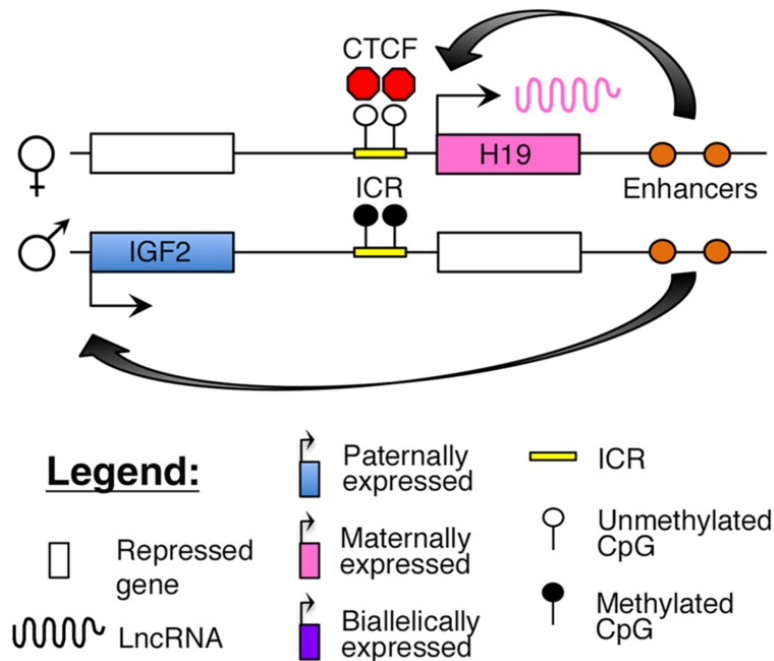 CTCF
H19
ICR
Enhancers
IGF2
Legend:
Repressed
gene
LncRNA
Paternally
expressed
Maternally
expressed
Biallelically
expressed
ICR
Unmethylated
CpG
Methylated
CpG